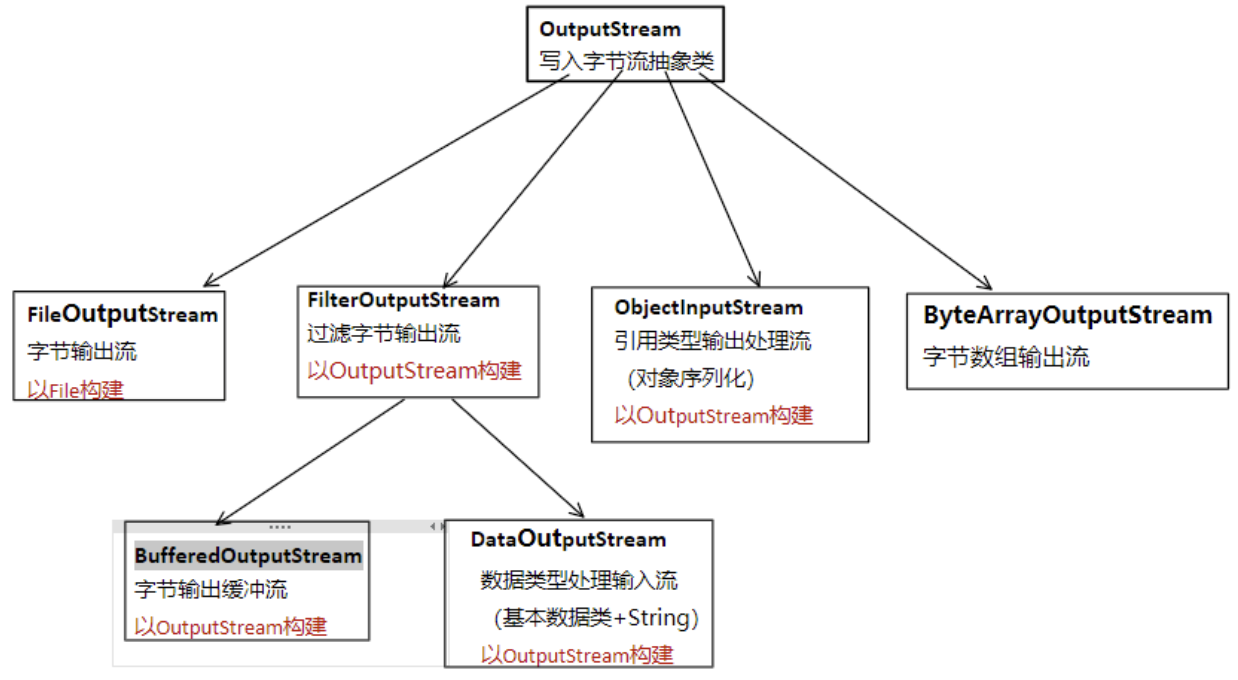 OutputStream
写入字节流抽象类
FileOutputStream
字节输出流
以File构建
FilterOutputStream
过滤字节输出流
以OutputStream构建
ObjectInputStream
引用类型输出处理流
（对象序列化）
以OutputStream构建
ByteArrayOutputStream
字节数组输出流
BufferedOutputStream
字节输出缓冲流
以OutputStream构建
DataOutputStream
数据类型处理输入流
（基本数据类+String）
以OutputStream构建